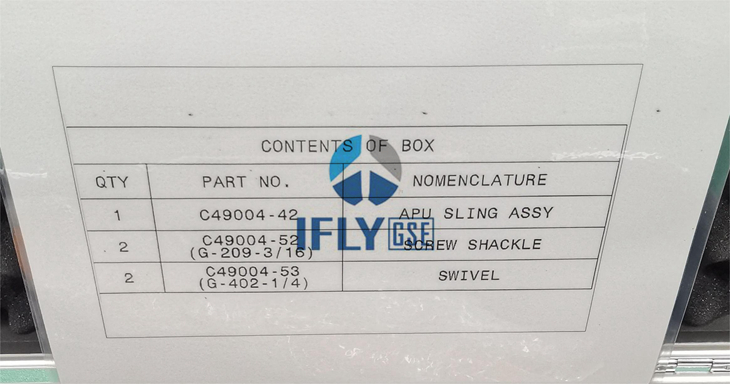 CONTENTS OF BOX
QTY PART NO. NOMENCLATURE
1 C49004-42 APU SLING ASSY
2 C49004-52 (G-209-3/16) SCREW SHACKLE
2 C49004-53 (G-402-1/4) SWIVEL
IFLY GSE